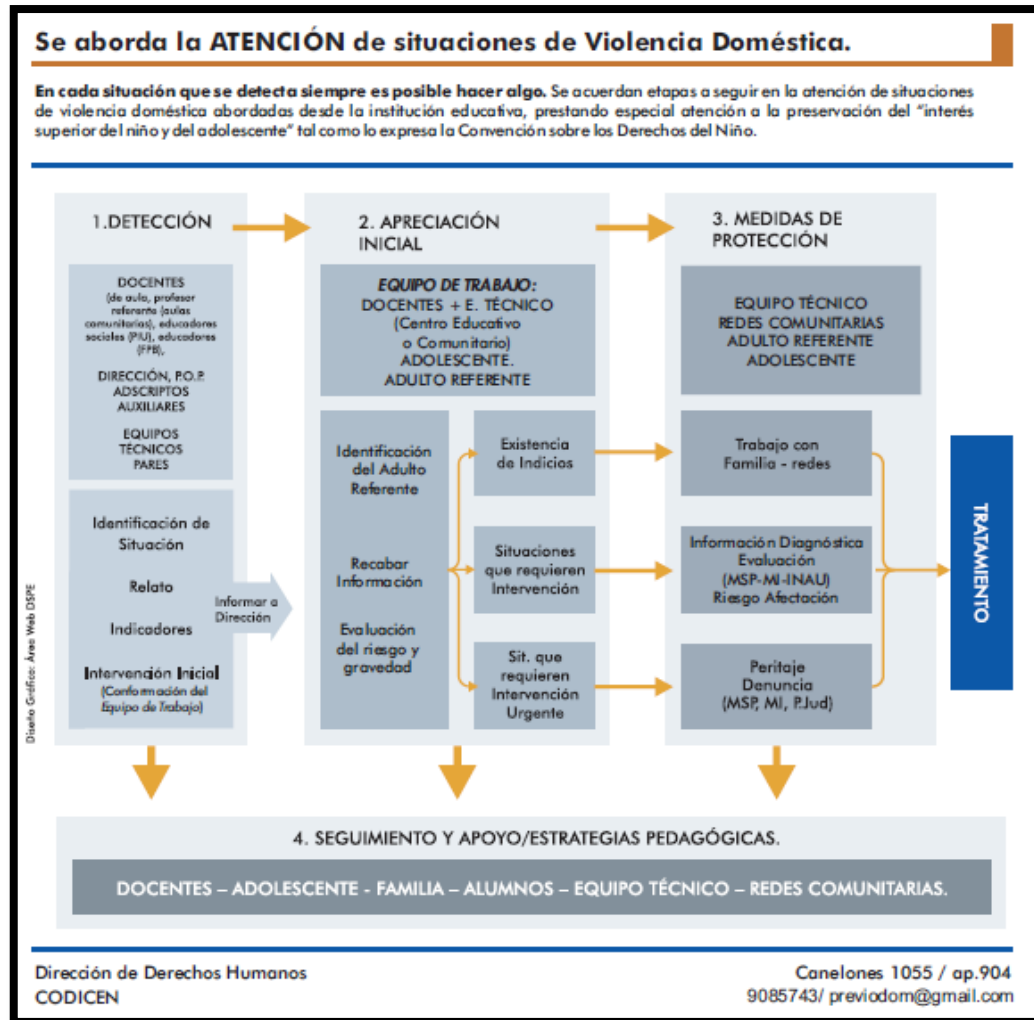 Se aborda la ATENCIÓN de situaciones de Violencia Doméstica.
En cada situación que se detecta siempre es posible hacer algo. Se acuerdan etapas a seguir en la atención de situaciones
de violencia doméstica abordadas desde la institución educativa, prestando especial atención a la preservación del "interés
superior del niño y del adolescente" tal como lo expresa la Convención sobre los Derechos del Niño.
1.DETECCIÓN
DOCENTES
(de aula, profesor
referente (aulas
comunitarias), educadores
sociales (PIU), educadores
(FPB),
DIRECCIÓN, P.O.P.
ADSCRIPTOS
AUXILIARES
EQUIPOS
TÉCNICOS
PARES
Identificación de
Situación
Relato
Indicadores
Intervención Inicial
(Conformación del
Equipo de Trabajo)
Informar a
Dirección
2. APRECIACIÓN
INICIAL
EQUIPO DE TRABAJO:
DOCENTES + E. TÉCNICO
(Centro Educativo
o Comunitario)
ADOLESCENTE.
ADULTO REFERENTE
Identificación
del Adulto
Referente
Recabar
Información
Evaluación
del riesgo y
gravedad
Existencia
de Indicios
Situaciones
que requieren
Intervención
Sit. que
requieren
Intervención
Urgente
3. MEDIDAS DE
PROTECCIÓN
EQUIPO TÉCNICO
REDES COMUNITARIAS
ADULTO REFERENTE
ADOLESCENTE
Trabajo con
Familia - redes
Información Diagnóstica
Evaluación
(MSP-MI-INAU)
Riesgo Afectación
Peritaje
Denuncia
(MSP, MI, P.Jud)
TRATAMIENTO
Diseño Gráfico: Área Web DSPE
4. SEGUIMIENTO Y APOYO/ESTRATEGIAS PEDAGÓGICAS.
DOCENTES – ADOLESCENTE - FAMILIA – ALUMNOS – EQUIPO TÉCNICO – REDES COMUNITARIAS.
Dirección de Derechos Humanos
CODICEN
Canelones 1055 / ap.904
9085743/ previodom@gmail.com